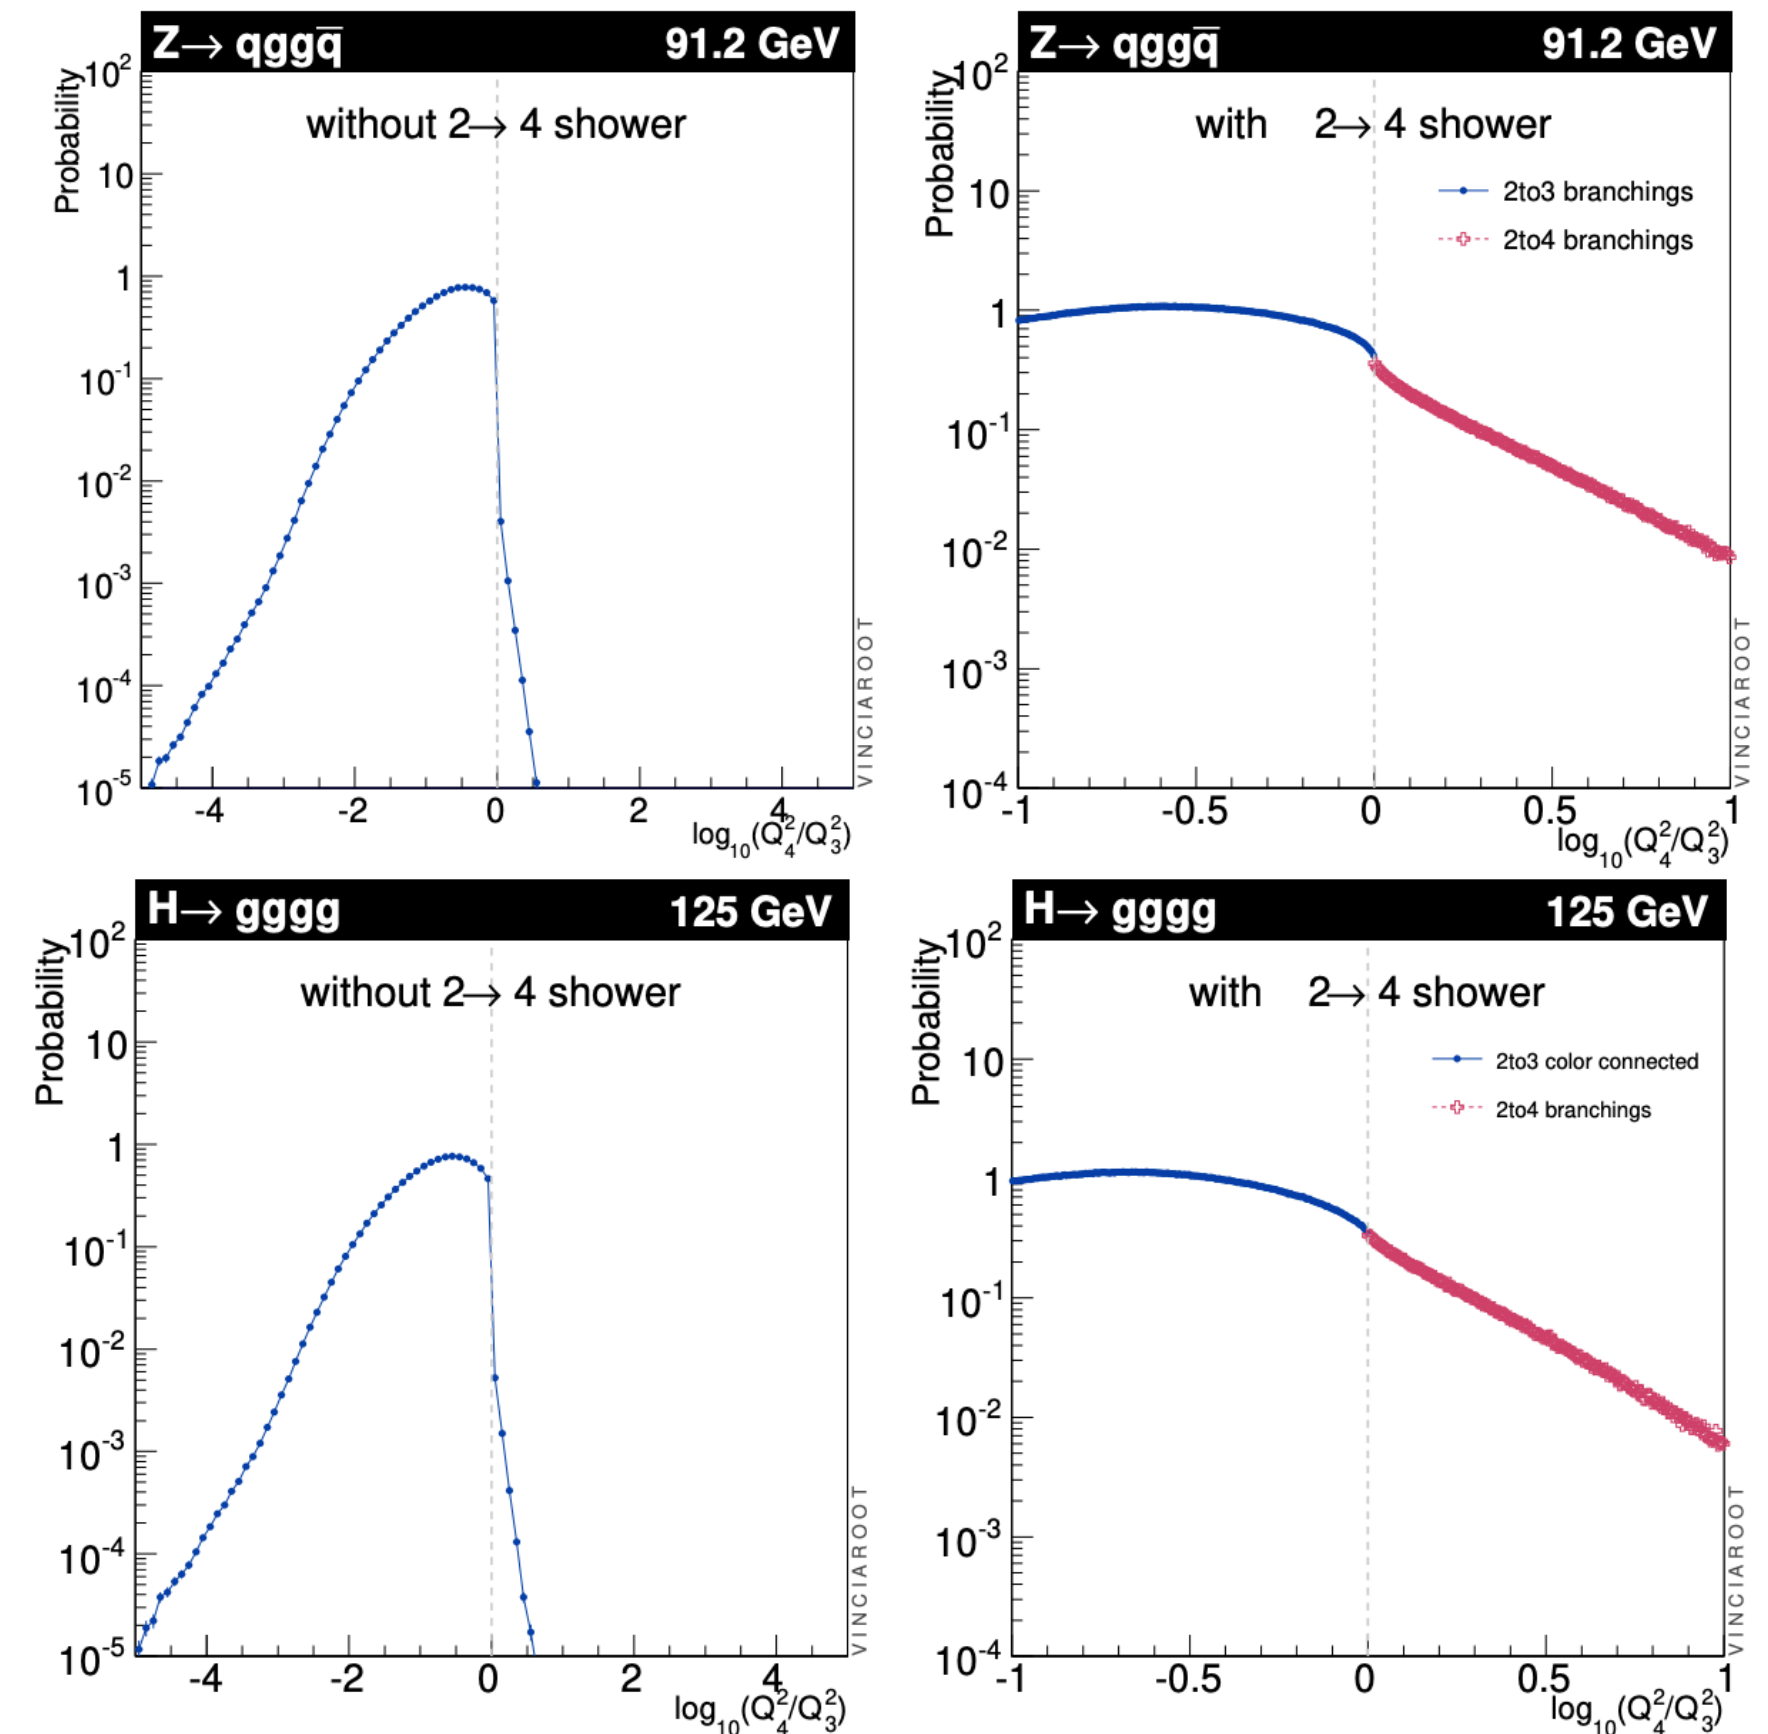 Z→ qggq̅ 91.2 GeV
Probability
without 2→ 4 shower
10²
10
1
10⁻¹
10⁻²
10⁻³
10⁻⁴
10⁻⁵
-4 -2 0 2 4
log₁₀(Q₄²/Q₃²)
VINCIAROOT
Z→ qggq̅ 91.2 GeV
Probability
with 2→ 4 shower
2to3 branchings
2to4 branchings
10²
10
1
10⁻¹
10⁻²
10⁻³
10⁻⁴
-1 -0.5 0 0.5 1
log₁₀(Q₄²/Q₃²)
VINCIAROOT
H→ gggg 125 GeV
Probability
without 2→ 4 shower
10²
10
1
10⁻¹
10⁻²
10⁻³
10⁻⁴
10⁻⁵
-4 -2 0 2 4
log₁₀(Q₄²/Q₃²)
VINCIAROOT
H→ gggg 125 GeV
Probability
with 2→ 4 shower
2to3 color connected
2to4 branchings
10²
10
1
10⁻¹
10⁻²
10⁻³
10⁻⁴
-1 -0.5 0 0.5 1
log₁₀(Q₄²/Q₃²)
VINCIAROOT